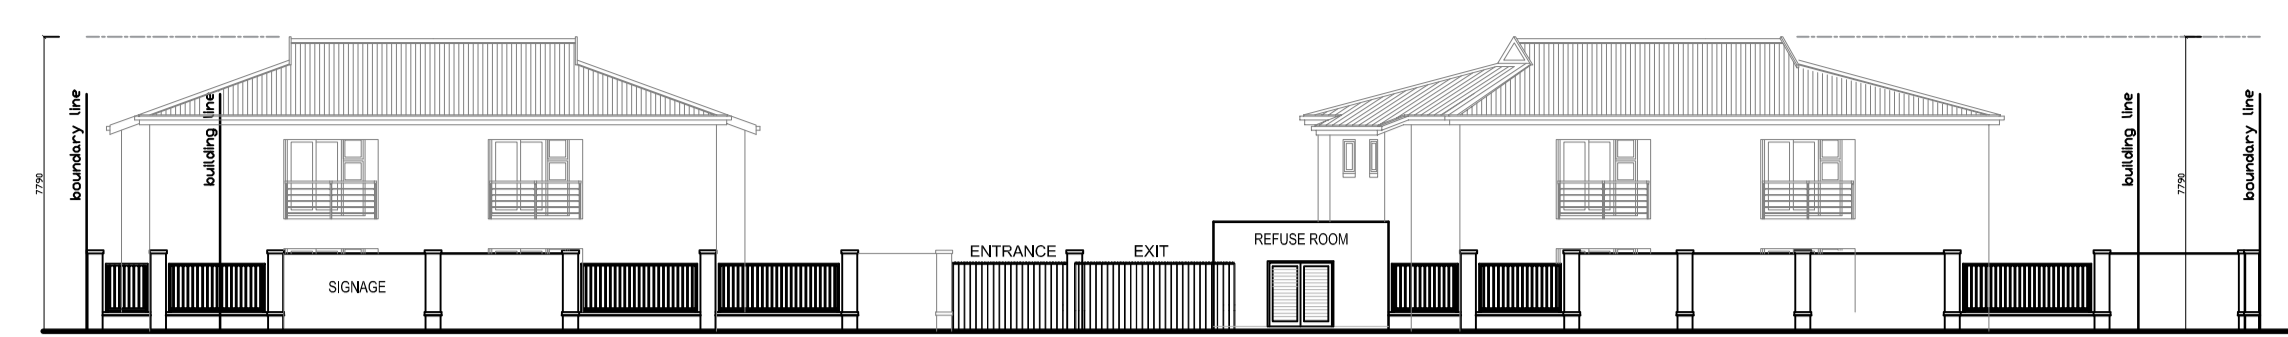 7790
boundary line
building line
SIGNAGE
ENTRANCE
EXIT
REFUSE ROOM
building line
7790
boundary line